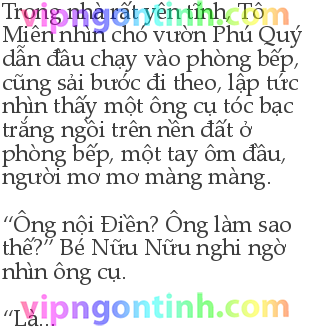 Trong nhà rất yên tĩnh, Tô
Miên nhìn chó vườn Phú Quý
dẫn đầu chạy vào phòng bếp,
cũng sải bước đi theo, lập tức
nhìn thấy một ông cụ tóc bạc
trắng ngồi trên nền đất ở
phòng bếp, một tay ôm đầu,
người mơ mơ màng màng.
“Ông nội Điền? Ông làm sao
thế?” Bé Nữu Nữu nghi ngờ
nhìn ông cụ.
“Là...
vipngontinh.com
vipngontinh.com